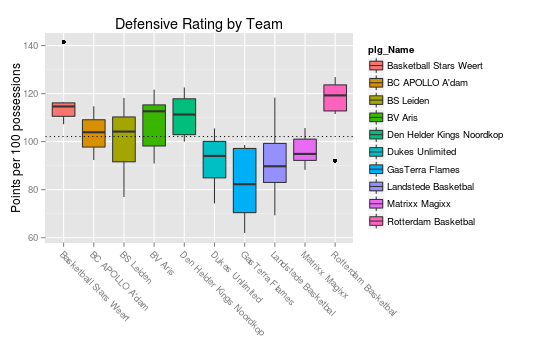 Defensive Rating by Team
Points per 100 possessions
140
120
100
80
60
Basketball Stars Weert
BC APOLLO A'dam
BS Leiden
BV Aris
Den Helder Kings Noordkop
Dukes Unlimited
GasTerra Flames
Landstede Basketbal
Matrixx Magixx
Rotterdam Basketbal
plg_Name
Basketball Stars Weert
BC APOLLO A'dam
BS Leiden
BV Aris
Den Helder Kings Noordkop
Dukes Unlimited
GasTerra Flames
Landstede Basketbal
Matrixx Magixx
Rotterdam Basketbal